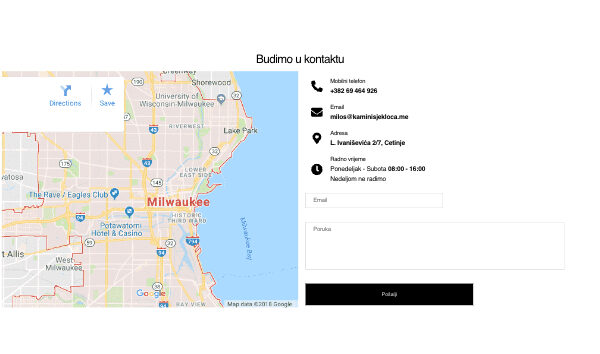 Budimo u kontaktu
Directions
Save
Shorewood
University of
Wisconsin-Milwaukee
RIVERWEST
Lake Park
LOWER
EAST SIDE
The Rave / Eagles Club
Milwaukee
HISTORIC
THIRD WARD
Potawatomi
Hotel & Casino
Milwaukee Bay
t Allis
West
Milwaukee
BAY VIEW
Google
Map data ©2018 Google
Mobilni telefon
+382 69 464 926
Email
milos@kaminisjekloca.me
Adresa
L. Ivaniševića 2/7, Cetinje
Radno vrijeme
Ponedeljak - Subota 08:00 - 16:00
Nedeljom ne radimo
Email
Poruka
Pošalji